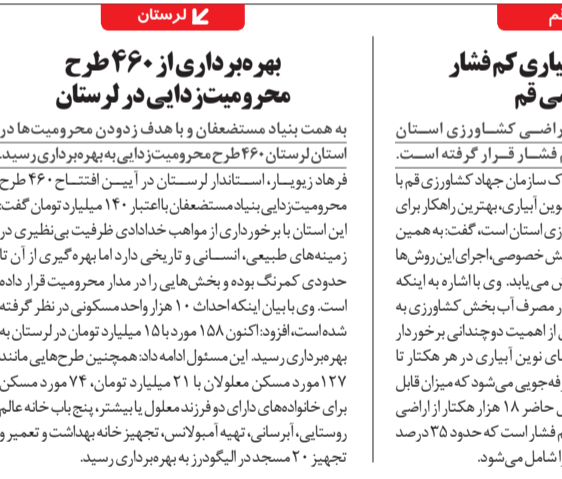 لرستان
بهره‌برداری از ۴۶۰ طرح
محرومیت‌زدایی در لرستان
به همت بنیاد مستضعفان و با هدف زدودن محرومیت‌ها در
استان لرستان ۴۶۰ طرح محرومیت‌زدایی به بهره‌برداری رسید.
فرهاد زیویار، استاندار لرستان در آیین افتتاح ۴۶۰ طرح
محرومیت‌زدایی بنیاد مستضعفان با اعتبار ۱۴۰ میلیارد تومان گفت:
این استان با برخورداری از مواهب خدادادی ظرفیت بی‌نظیری در
زمینه‌های طبیعی، انسانی و تاریخی دارد اما بهره‌گیری از آن تا
حدودی کمرنگ بوده و بخش‌هایی را در مدار محرومیت قرار داده
است. وی با بیان اینکه احداث ۱۰ هزار واحد مسکونی در نظر گرفته
شده‌است، افزود: اکنون ۱۵۸ مورد با ۱۵ میلیارد تومان در لرستان به
بهره‌برداری رسید. این مسئول ادامه داد: همچنین طرح‌هایی مانند
۱۲۷ مورد مسکن معلولان با ۲۱ میلیارد تومان، ۷۴ مورد مسکن
برای خانواده‌های دارای دو فرزند معلول یا بیشتر، پنج باب خانه عالم
روستایی، آبرسانی، تهیه آمبولانس، تجهیز خانه بهداشت و تعمیر و
تجهیز ۲۰ مسجد در الیگودرز به بهره‌برداری رسید.
قم
یاری کم‌فشار
می قم
راضی کشاورزی استان
فشار قرار گرفته است.
ک سازمان جهاد کشاورزی قم با
وین آبیاری، بهترین راهکار برای
زی استان است، گفت: به همین
ش خصوصی، اجرای این روش‌ها
ش می‌یابد. وی با اشاره به اینکه
ر مصرف آب بخش کشاورزی به
ی از اهمیت دوچندانی برخوردار
های نوین آبیاری در هر هکتار تا
فه‌جویی می‌شود که میزان قابل
ل حاضر ۱۸ هزار هکتار از اراضی
م فشار است که حدود ۳۵ درصد
را شامل می‌شود.